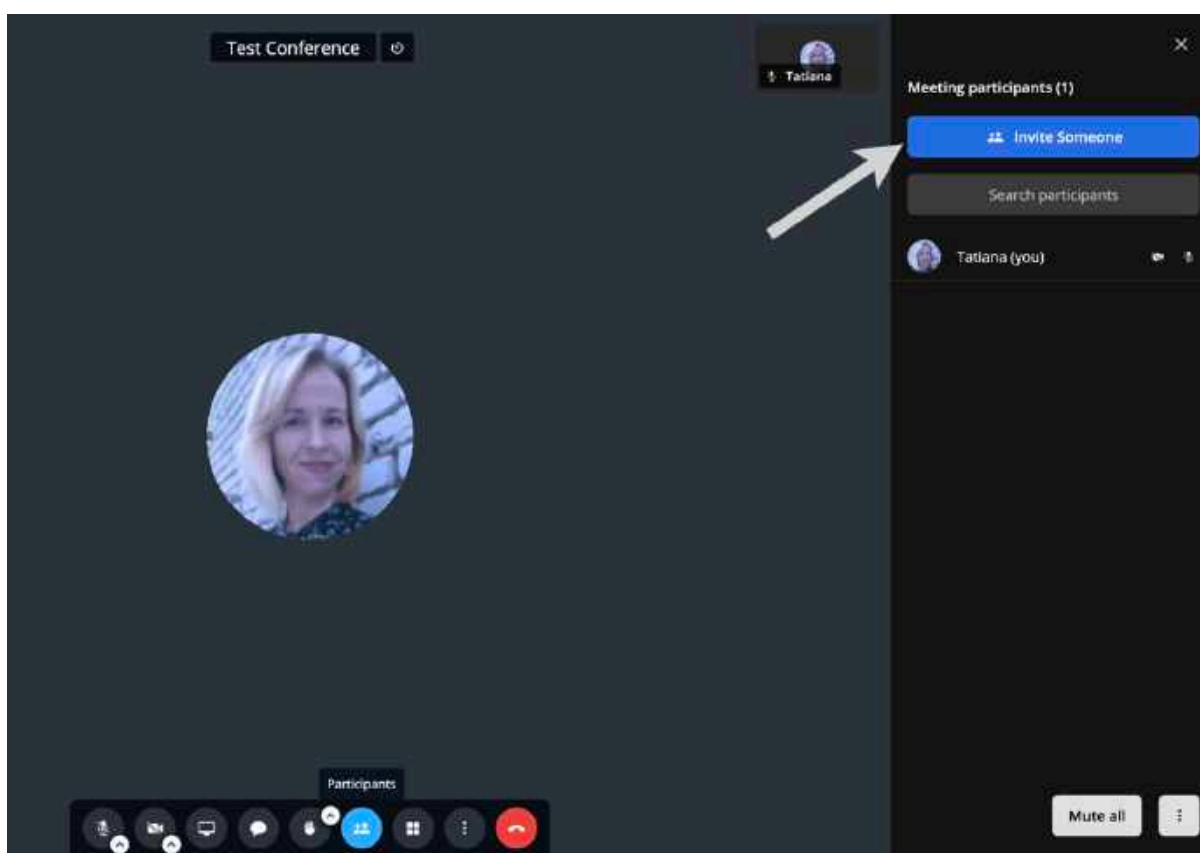 Test Conference
Tatiana
Meeting participants (1)
Invite Someone
Search participants
Tatiana (you)
Participants
Mute all